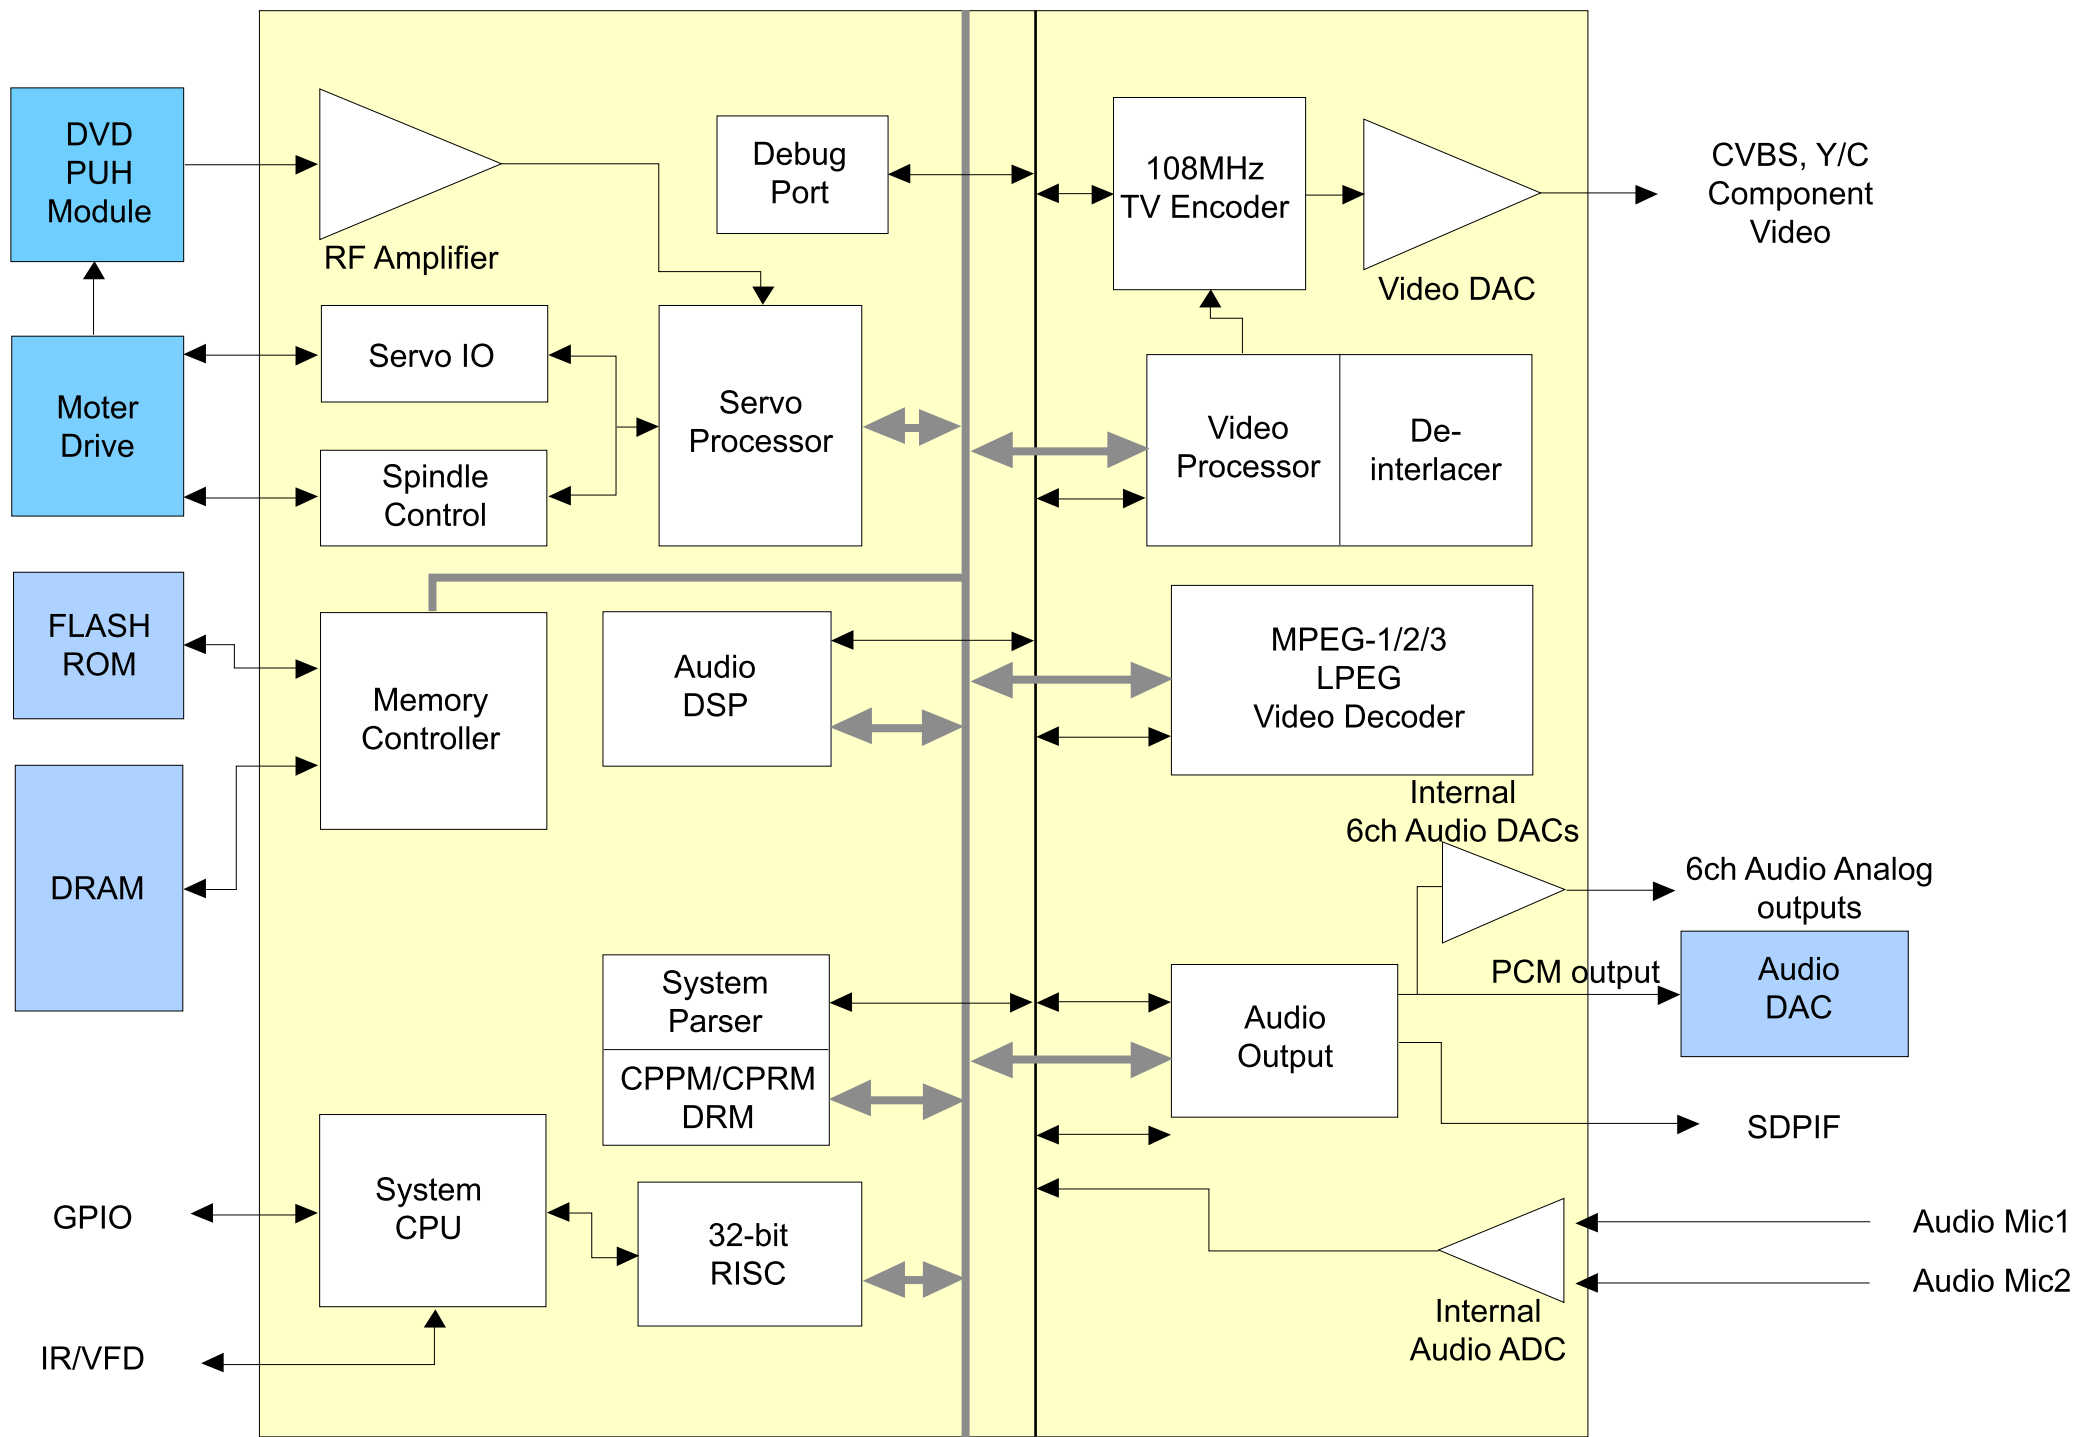 DVD
PUH
Module
RF Amplifier
Debug
Port
108MHz
TV Encoder
Video DAC
CVBS, Y/C
Component
Video
Moter
Drive
Servo IO
Spindle
Control
Servo
Processor
Video
Processor
De-
interlacer
FLASH
ROM
Memory
Controller
Audio
DSP
MPEG-1/2/3
LPEG
Video Decoder
DRAM
Internal
6ch Audio DACs
6ch Audio Analog
outputs
System
Parser
CPPM/CPRM
DRM
Audio
Output
PCM output
Audio
DAC
SDPIF
GPIO
System
CPU
32-bit
RISC
IR/VFD
Audio Mic1
Audio Mic2
Internal
Audio ADC